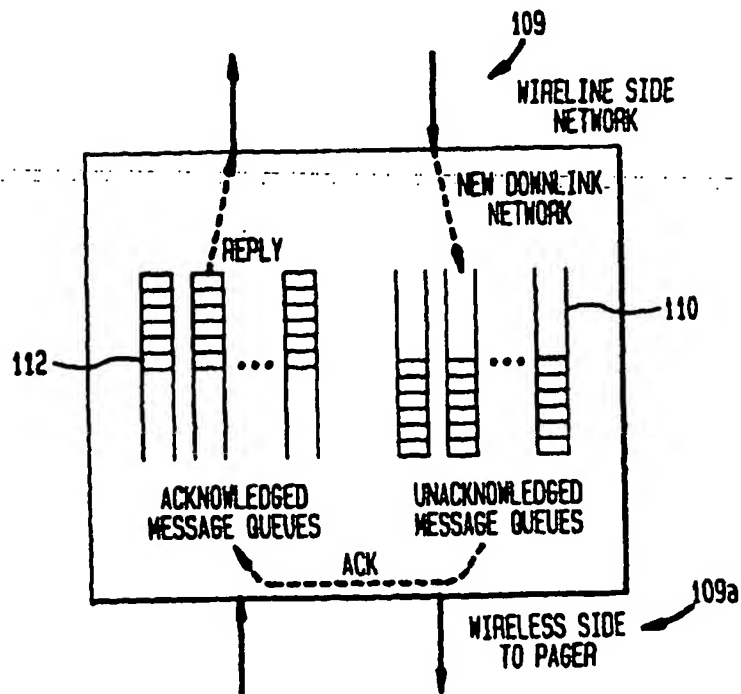 109
WIRELINE SIDE
NETWORK
NEW DOWNLINK
NETWORK
REPLY
110
112
ACKNOWLEDGED
MESSAGE QUEUES
UNACKNOWLEDGED
MESSAGE QUEUES
ACK
109a
WIRELESS SIDE
TO PAGER